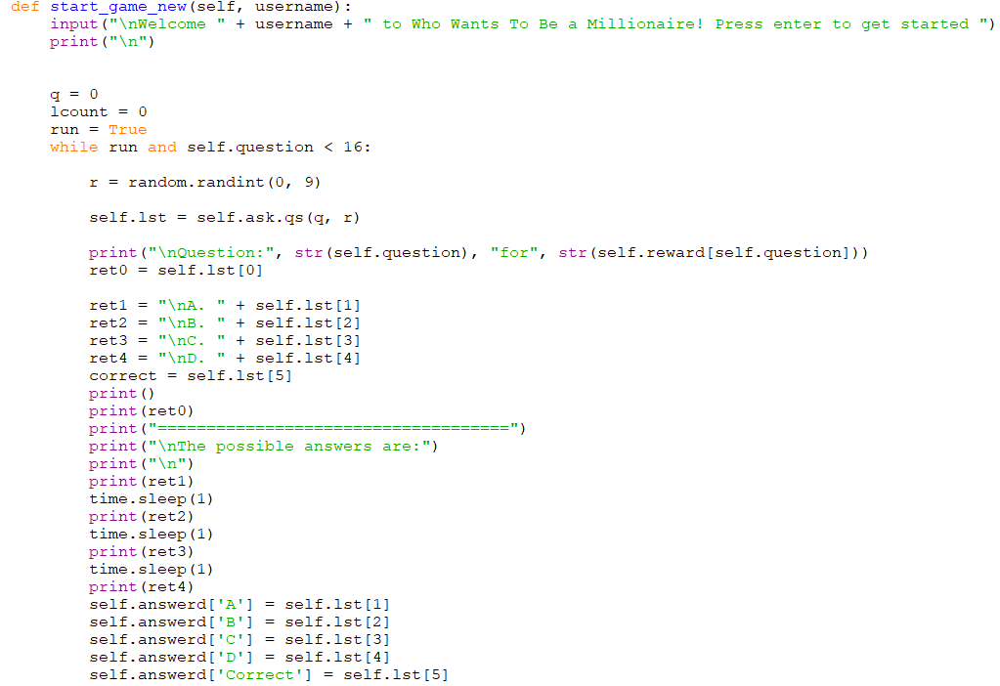 def start_game_new(self, username):
    input("\nWelcome " + username + " to Who Wants To Be a Millionaire! Press enter to get started ")
    print("\n")


    q = 0
    lcount = 0
    run = True
    while run and self.question < 16:

        r = random.randint(0, 9)

        self.lst = self.ask.qs(q, r)

        print("\nQuestion:", str(self.question), "for", str(self.reward[self.question]))
        ret0 = self.lst[0]

        ret1 = "\nA. " + self.lst[1]
        ret2 = "\nB. " + self.lst[2]
        ret3 = "\nC. " + self.lst[3]
        ret4 = "\nD. " + self.lst[4]
        correct = self.lst[5]
        print()
        print(ret0)
        print("====================================")
        print("\nThe possible answers are:")
        print("\n")
        print(ret1)
        time.sleep(1)
        print(ret2)
        time.sleep(1)
        print(ret3)
        time.sleep(1)
        print(ret4)
        self.answerd['A'] = self.lst[1]
        self.answerd['B'] = self.lst[2]
        self.answerd['C'] = self.lst[3]
        self.answerd['D'] = self.lst[4]
        self.answerd['Correct'] = self.lst[5]